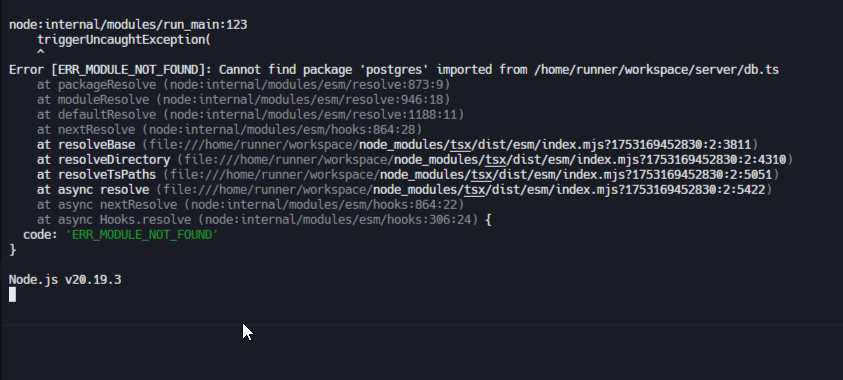 node:internal/modules/run_main:123
    triggerUncaughtException(
    ^
Error [ERR_MODULE_NOT_FOUND]: Cannot find package 'postgres' imported from /home/runner/workspace/server/db.ts
    at packageResolve (node:internal/modules/esm/resolve:873:9)
    at moduleResolve (node:internal/modules/esm/resolve:946:18)
    at defaultResolve (node:internal/modules/esm/resolve:1188:11)
    at nextResolve (node:internal/modules/esm/hooks:864:28)
    at resolveBase (file:///home/runner/workspace/node_modules/tsx/dist/esm/index.mjs?1753169452830:2:3811)
    at resolveDirectory (file:///home/runner/workspace/node_modules/tsx/dist/esm/index.mjs?1753169452830:2:4310)
    at resolveTsPaths (file:///home/runner/workspace/node_modules/tsx/dist/esm/index.mjs?1753169452830:2:5051)
    at async resolve (file:///home/runner/workspace/node_modules/tsx/dist/esm/index.mjs?1753169452830:2:5422)
    at async nextResolve (node:internal/modules/esm/hooks:864:22)
    at async Hooks.resolve (node:internal/modules/esm/hooks:306:24) {
  code: 'ERR_MODULE_NOT_FOUND'
}
Node.js v20.19.3